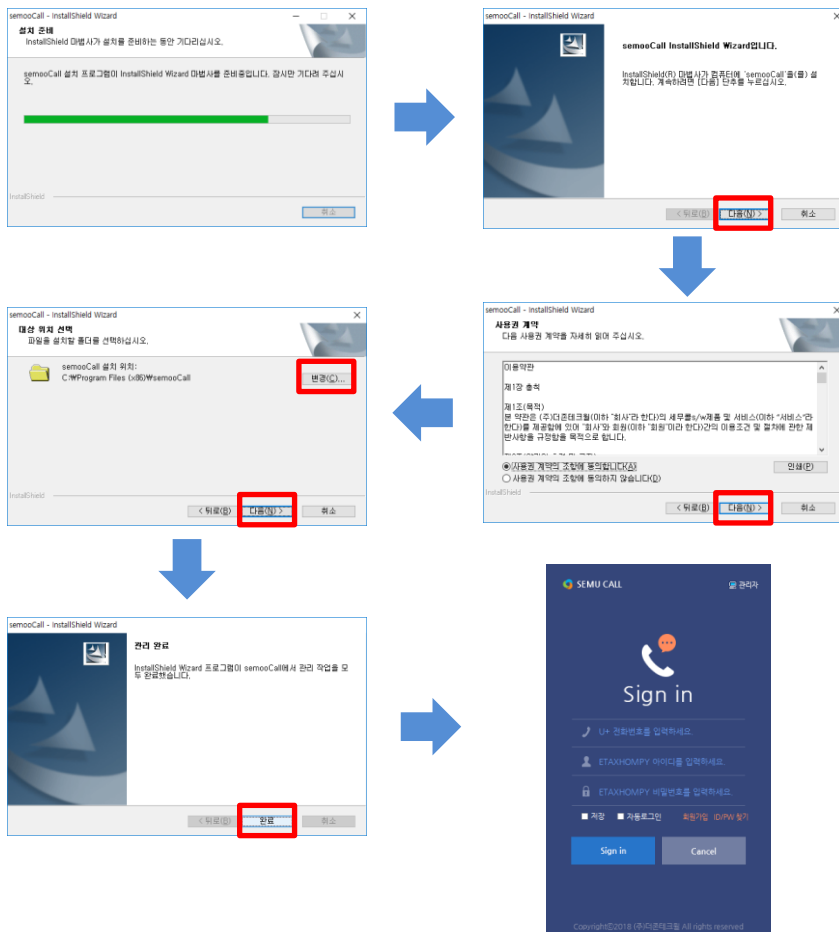 semooCall - InstallShield Wizard
설치 준비
InstallShield 마법사가 설치를 준비하는 동안 기다리십시오.
semooCall 설치 프로그램이 InstallShield Wizard 마법사를 준비중입니다. 잠시만 기다려 주십시
오.
InstallShield
취소
semooCall - InstallShield Wizard
semooCall InstallShield Wizard입니다.
InstallShield(R) 마법사가 컴퓨터에 'semooCall'을(를) 설
치합니다. 계속하려면 [다음] 단추를 누르십시오.
< 뒤로(B)
다음(N) >
취소
semooCall - InstallShield Wizard
사용권 계약
다음 사용권 계약을 자세히 읽어 주십시오.
이용약관
제1장 총칙
제1조(목적)
본 약관은 (주)더존테크윌(이하 "회사"라 한다)의 세무콜s/w제품 및 서비스(이하 "서비스"라
한다)를 제공함에 있어 "회사"와 회원(이하 "회원"이라 한다)간의 이용조건 및 절차에 관한 제
반사항을 규정함을 목적으로 합니다.
사용권 계약의 조항에 동의합니다(A)
사용권 계약의 조항에 동의하지 않습니다(D)
인쇄(P)
InstallShield
< 뒤로(B)
다음(N) >
취소
semooCall - InstallShield Wizard
대상 위치 선택
파일을 설치할 폴더를 선택하십시오.
semooCall 설치 위치:
C:₩Program Files (x86)₩semooCall
변경(C)...
InstallShield
< 뒤로(B)
다음(N) >
취소
semooCall - InstallShield Wizard
관리 완료
InstallShield Wizard 프로그램이 semooCall에서 관리 작업을 모
두 완료했습니다.
< 뒤로(B)
완료
취소
SEMU CALL
관리자
Sign in
U+ 전화번호를 입력하세요.
ETAXHOMPY 아이디를 입력하세요.
ETAXHOMPY 비밀번호를 입력하세요.
저장
자동로그인
회원가입
ID/PW 찾기
Sign in
Cancel
Copyrightⓒ2018 (주)더존테크윌 All rights reserved